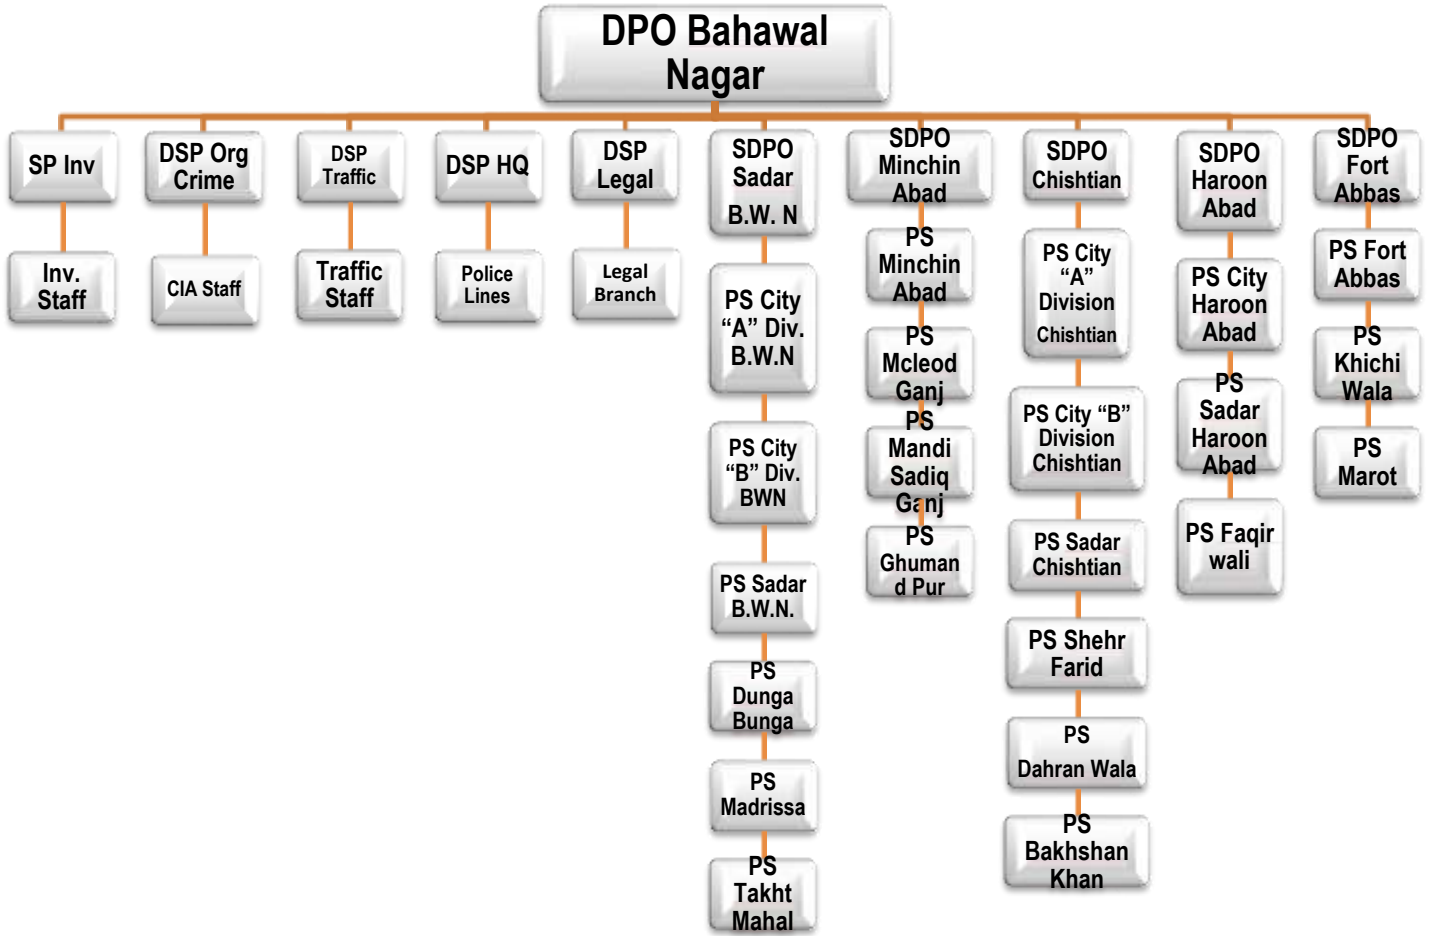 DPO Bahawal
Nagar
SP Inv
Inv.
Staff
DSP Org
Crime
CIA Staff
DSP
Traffic
Traffic
Staff
DSP HQ
Police
Lines
DSP
Legal
Legal
Branch
SDPO
Sadar
B.W. N
PS City
“A” Div.
B.W.N
PS City
“B” Div.
BWN
PS Sadar
B.W.N.
PS
Dunga
Bunga
PS
Madrissa
PS
Takht
Mahal
SDPO
Minchin
Abad
PS
Minchin
Abad
PS
Mcleod
Ganj
PS
Mandi
Sadiq
Ganj
PS
Ghuman
d Pur
SDPO
Chishtian
PS City
“A”
Division
Chishtian
PS City “B”
Division
Chishtian
PS Sadar
Chishtian
PS Shehr
Farid
PS
Dahran Wala
PS
Bakhshan
Khan
SDPO
Haroon
Abad
PS City
Haroon
Abad
PS
Sadar
Haroon
Abad
PS Faqir
wali
SDPO
Fort
Abbas
PS Fort
Abbas
PS
Khichi
Wala
PS
Marot